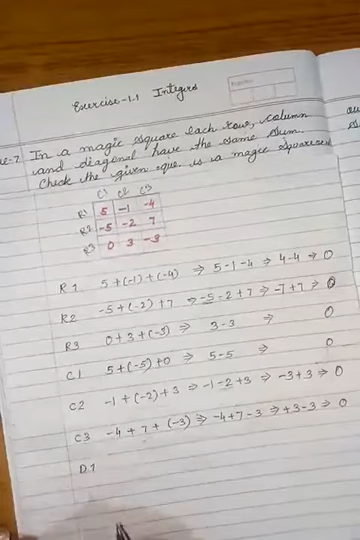 Exercise-1.1 Integers
In a magic square each row, column
and diagonal have the same sum.
Check the given que. is a magic square
C1 C2 C3
R1 5 -1 -4
R2 -5 -2 7
R3 0 3 -3
R1 5+(-1)+(-4) ⇒ 5-1-4 ⇒ 4-4 ⇒ 0
R2 -5+(-2)+7 ⇒ -5-2+7 ⇒ -7+7 ⇒ 0
R3 0+3+(-3) ⇒ 3-3 ⇒ 0
C1 5+(-5)+0 ⇒ 5-5 ⇒ 0
C2 -1+(-2)+3 ⇒ -1-2+3 ⇒ -3+3 ⇒ 0
C3 -4+7+(-3) ⇒ -4+7-3 ⇒ +3-3 ⇒ 0
D.1